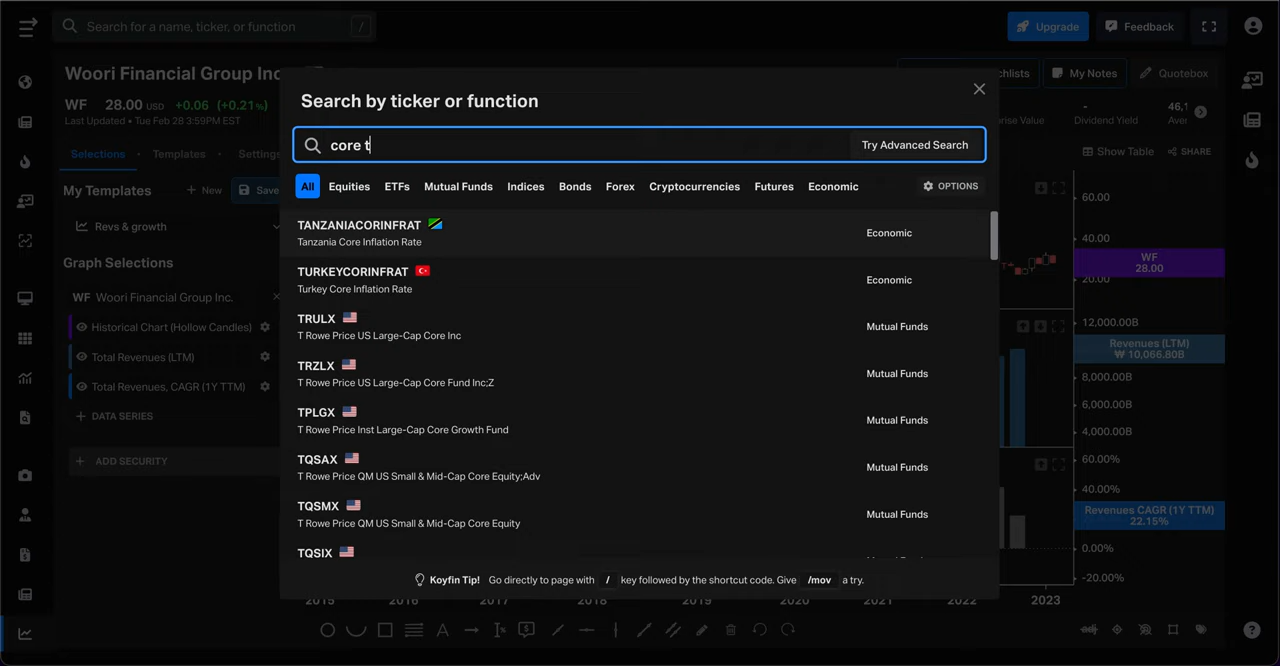 Search for a name, ticker, or function /
Upgrade
Feedback
Woori Financial Group Inc
WF 28.00 USD +0.06 (+0.21%)
Last Updated • Tue Feb 28 3:59PM EST
Selections • Templates • Settings
My Templates + New Save
Revs & growth
Graph Selections
WF Woori Financial Group Inc. ×
Historical Chart (Hollow Candles)
Total Revenues (LTM)
Total Revenues, CAGR (1Y TTM)
+ DATA SERIES
+ ADD SECURITY
Search by ticker or function
core t
Try Advanced Search
All Equities ETFs Mutual Funds Indices Bonds Forex Cryptocurrencies Futures Economic OPTIONS
TANZANIACORINFRAT
Tanzania Core Inflation Rate
Economic
TURKEYCORINFRAT
Turkey Core Inflation Rate
Economic
TRULX
T Rowe Price US Large-Cap Core Inc
Mutual Funds
TRZLX
T Rowe Price US Large-Cap Core Fund Inc;Z
Mutual Funds
TPLGX
T Rowe Price Inst Large-Cap Core Growth Fund
Mutual Funds
TQSAX
T Rowe Price QM US Small & Mid-Cap Core Equity;Adv
Mutual Funds
TQSMX
T Rowe Price QM US Small & Mid-Cap Core Equity
Mutual Funds
TQSIX
Koyfin Tip! Go directly to page with / key followed by the shortcut code. Give /mov a try.
chlists
My Notes
Quotebox
rise Value
-
Dividend Yield
46,1
Aver
Show Table
SHARE
60.00
40.00
WF
28.00
20.00
12,000.00B
Revenues (LTM)
₩ 10,066.80B
8,000.00B
6,000.00B
4,000.00B
60.00%
40.00%
Revenues CAGR (1Y TTM)
22.15%
0.00%
-20.00%
2015 2016 2017 2018 2019 2020 2021 2022 2023
A
adj